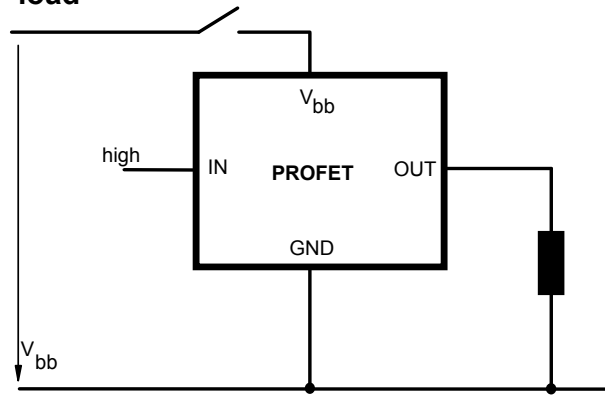 load
V_bb
high
IN
PROFET
OUT
GND
V_bb